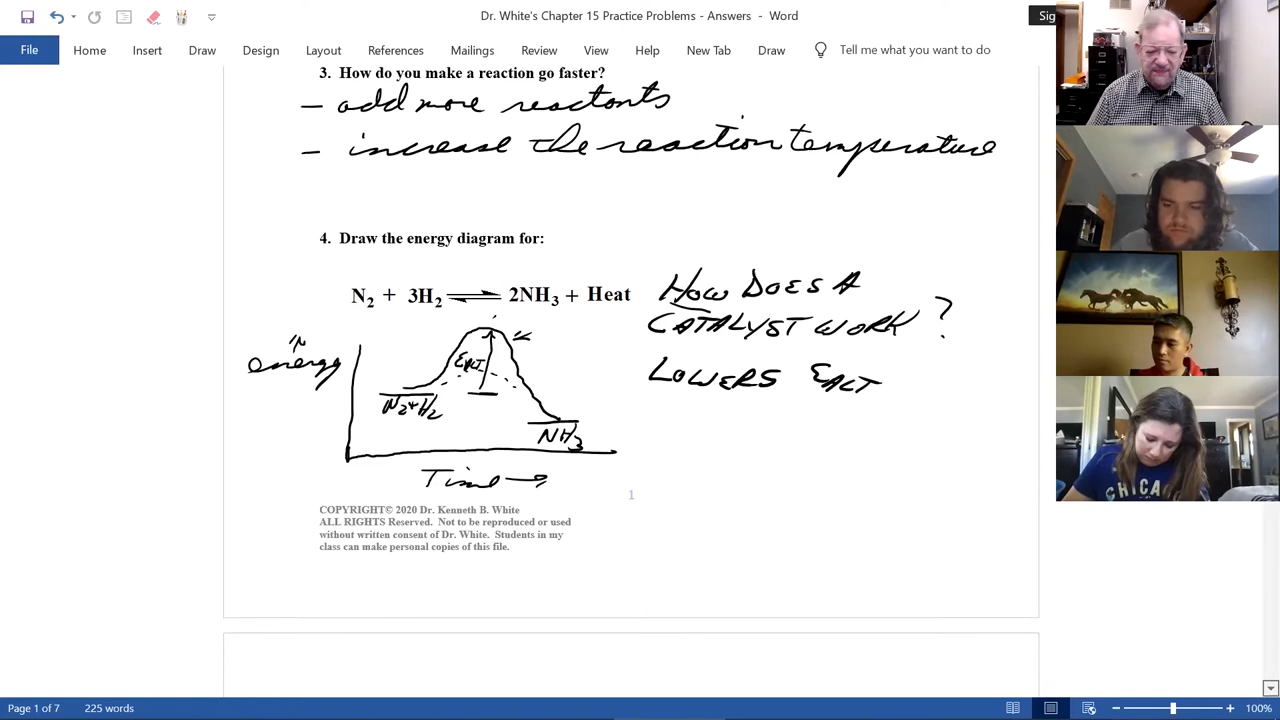 Dr. White's Chapter 15 Practice Problems - Answers - Word
Sig
File Home Insert Draw Design Layout References Mailings Review View Help New Tab Draw Tell me what you want to do
3. How do you make a reaction go faster?
- add more reactants
- increase the reaction temperature
4. Draw the energy diagram for:
N₂ + 3H₂ ⇌ 2NH₃ + Heat
HOW DOES A
CATALYST WORK ?
LOWERS EACT
energy
EACT
N₂+H₂
NH₃
Time →
1
COPYRIGHT© 2020 Dr. Kenneth B. White
ALL RIGHTS Reserved. Not to be reproduced or used
without written consent of Dr. White. Students in my
class can make personal copies of this file.
CHICAGO
Page 1 of 7 225 words 100%